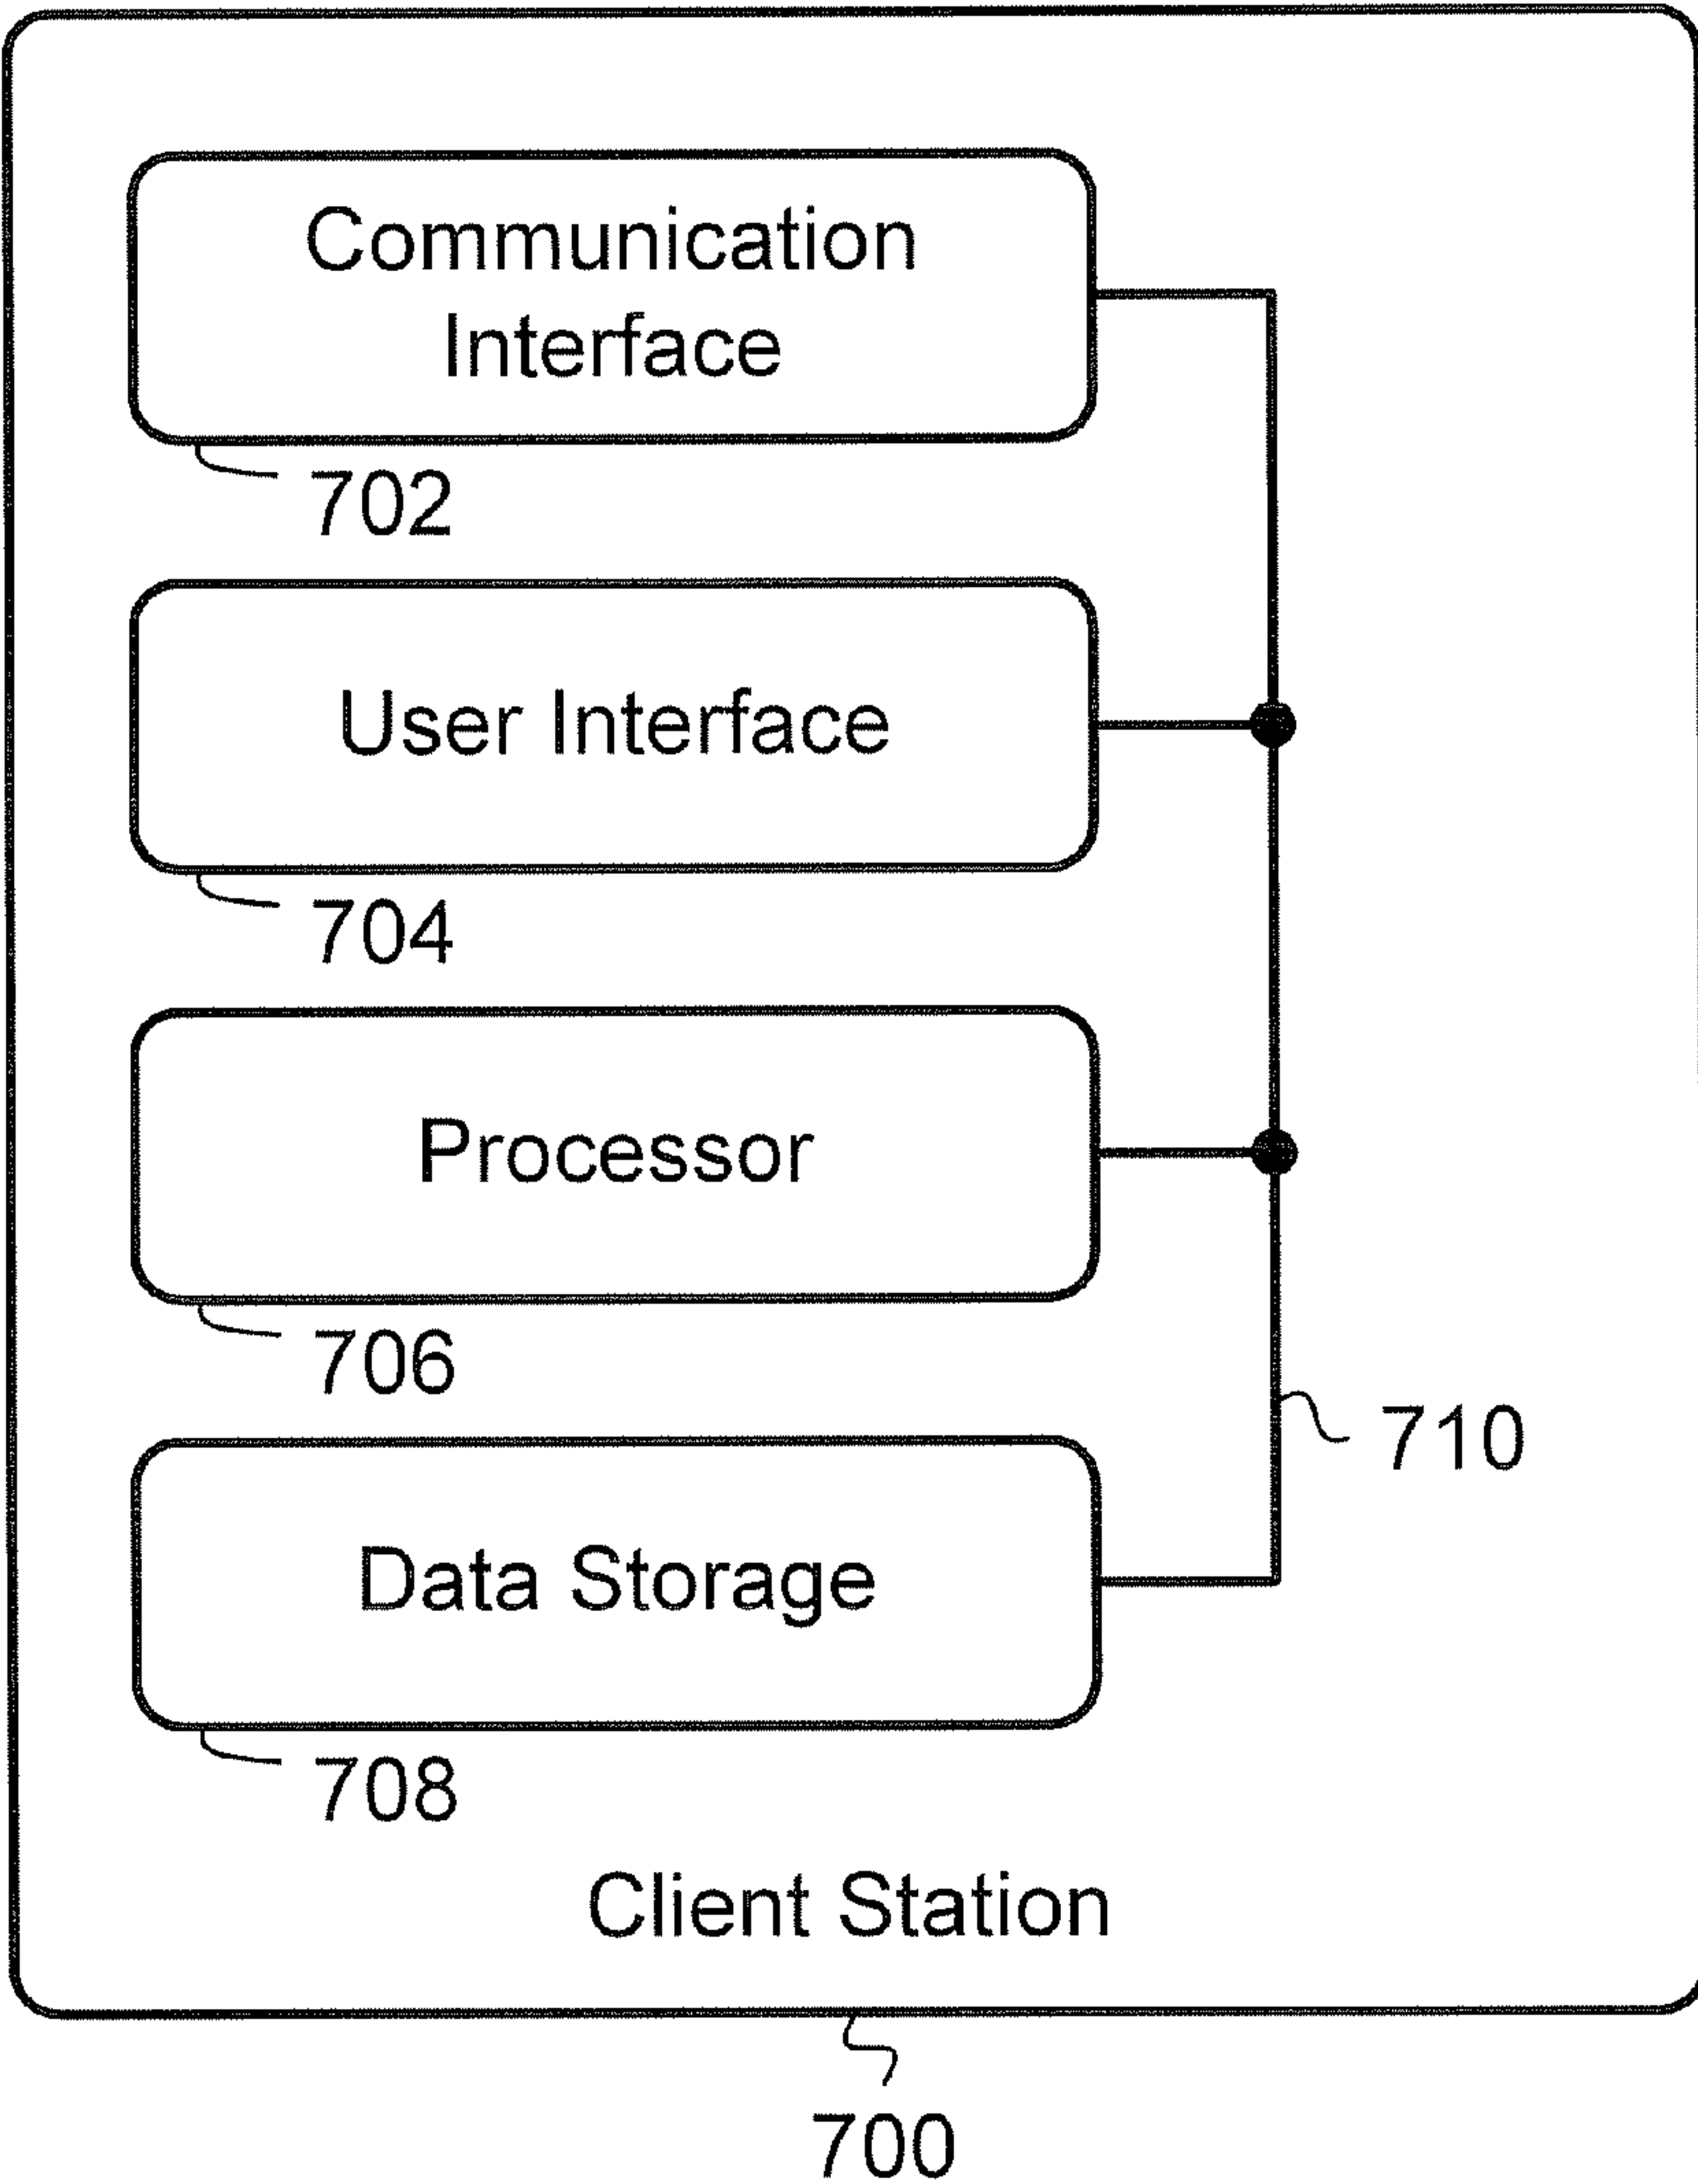 Communication
Interface
702
User Interface
704
Processor
706
710
Data Storage
708
Client Station
700